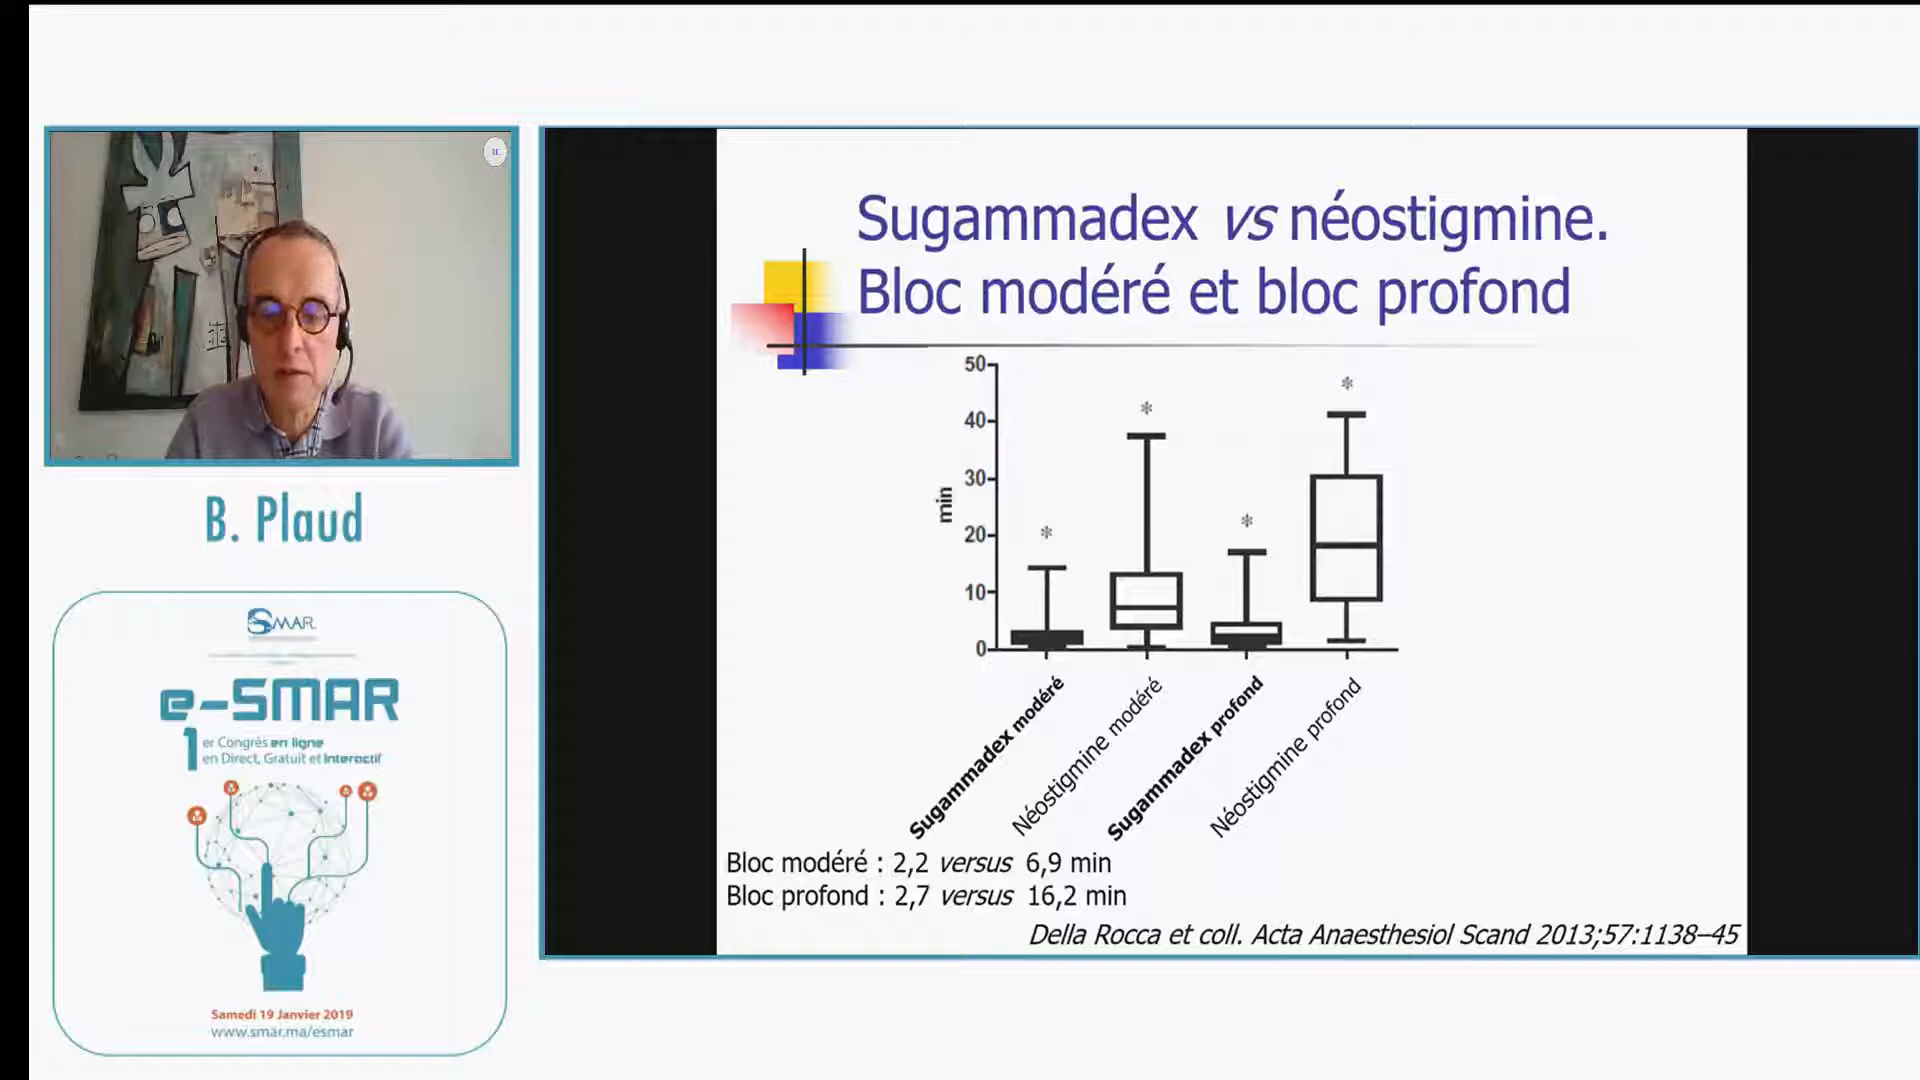 B. Plaud
SMAR
e-SMAR
1er Congrès en ligne
en Direct, Gratuit et Interactif
Samedi 19 Janvier 2019
www.smar.ma/esmar
Sugammadex vs néostigmine.
Bloc modéré et bloc profond
50
40
30
20
10
0
min
*
*
*
*
Sugammadex modéré
Néostigmine modéré
Sugammadex profond
Néostigmine profond
Bloc modéré : 2,2 versus 6,9 min
Bloc profond : 2,7 versus 16,2 min
Della Rocca et coll. Acta Anaesthesiol Scand 2013;57:1138–45